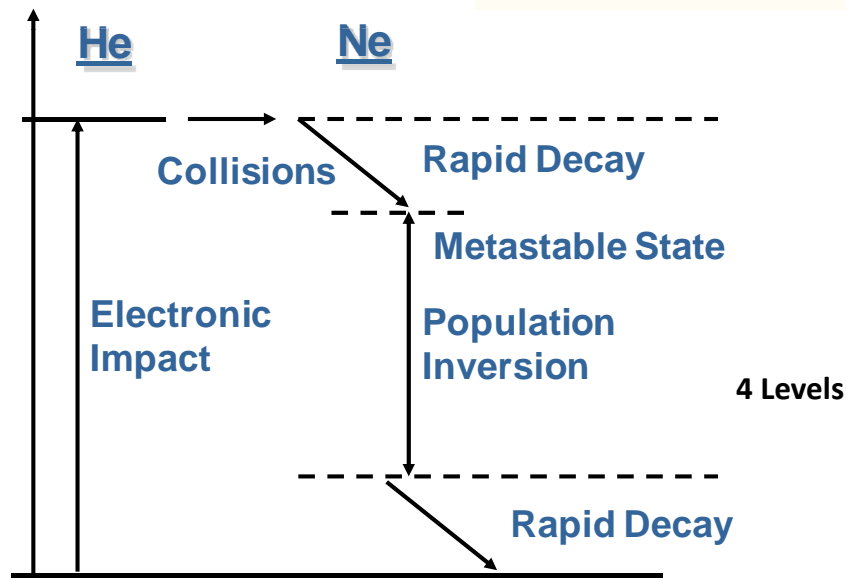 He
Ne
Collisions
Rapid Decay
Metastable State
Electronic
Impact
Population
Inversion
4 Levels
Rapid Decay